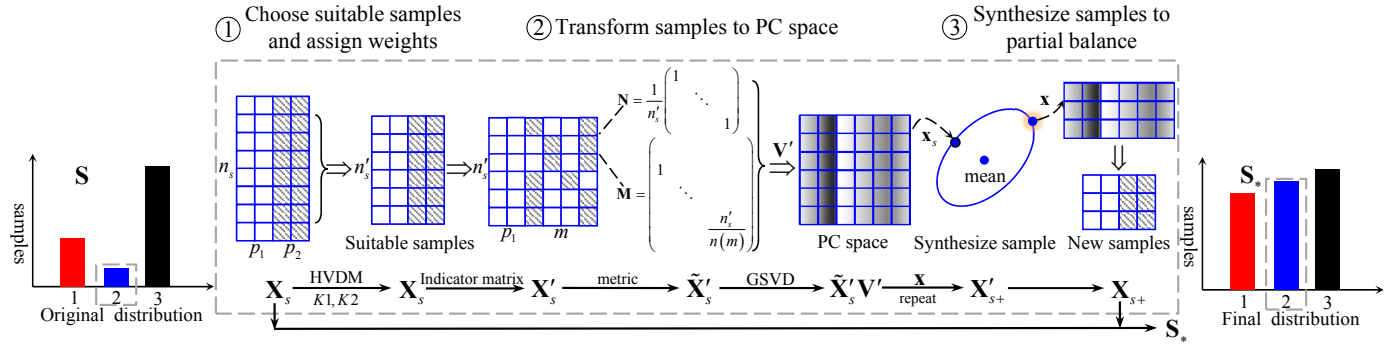 ① Choose suitable samples
and assign weights
② Transform samples to PC space
③ Synthesize samples to
partial balance
S
samples
1 2 3
Original distribution
n_s
p_1 p_2
n′_s
Suitable samples
n′_s
p_1 m
N = 1/n′_s (1 ⋱ 1)
M = (1 ⋱ n′_s/n(m))
V′
PC space
x_s
mean
x
Synthesize sample
New samples
X_s HVDM K1,K2 X_s Indicator matrix X′_s metric X̃′_s GSVD X̃′_sV′ x repeat X′_{s+} X_{s+}
S_*
S_*
samples
1 2 3
Final distribution